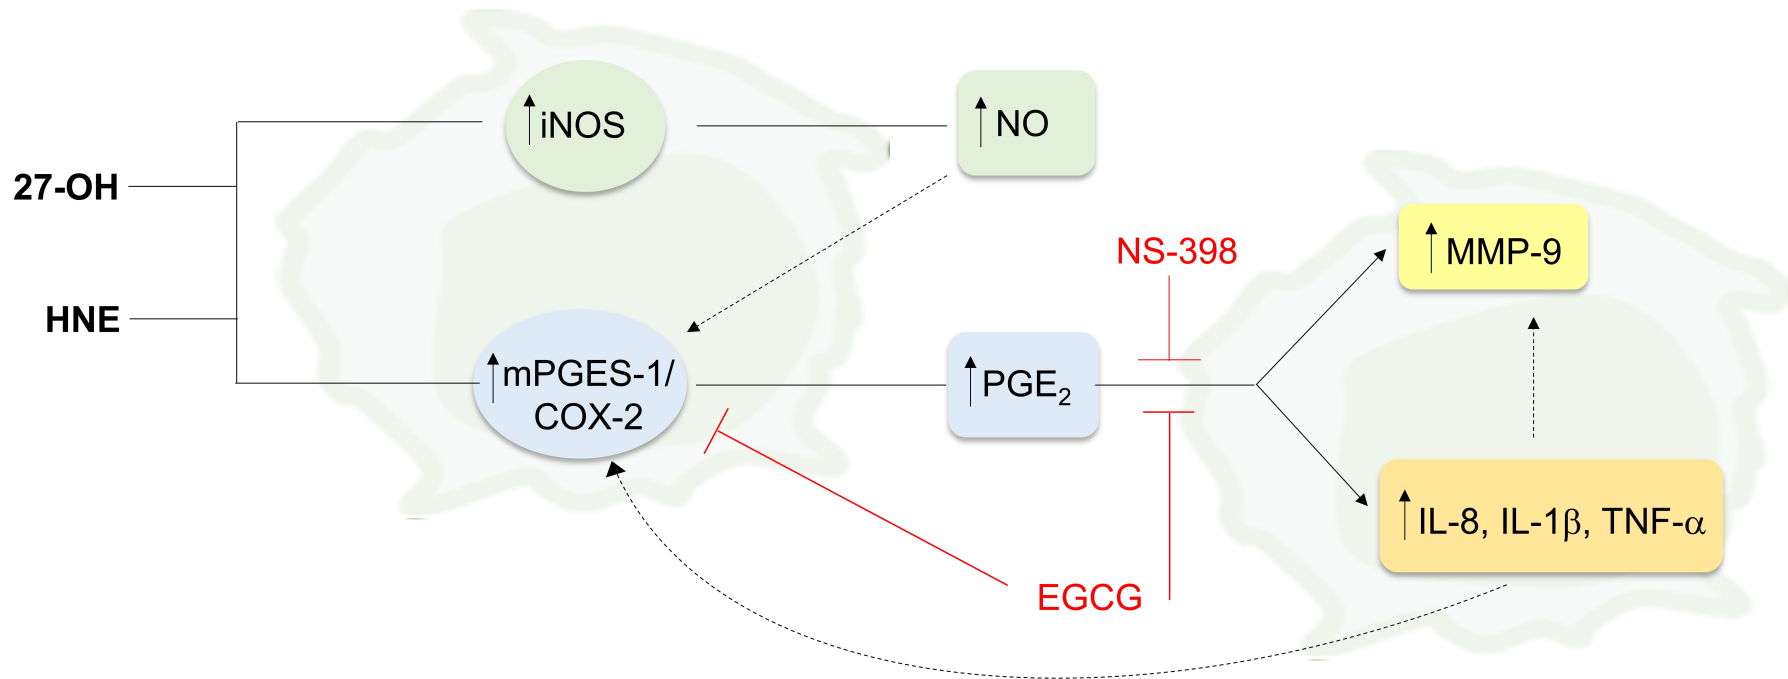 iNOS
NO
27-OH
NS-398
MMP-9
HNE
mPGES-1/
COX-2
PGE₂
IL-8, IL-1β, TNF-α
EGCG